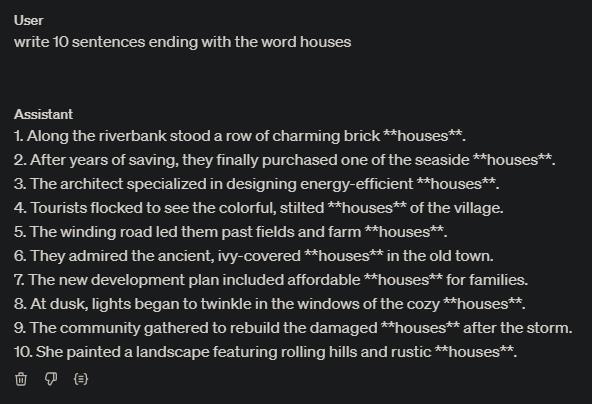 User
write 10 sentences ending with the word houses
Assistant
1. Along the riverbank stood a row of charming brick **houses**.
2. After years of saving, they finally purchased one of the seaside **houses**.
3. The architect specialized in designing energy-efficient **houses**.
4. Tourists flocked to see the colorful, stilted **houses** of the village.
5. The winding road led them past fields and farm **houses**.
6. They admired the ancient, ivy-covered **houses** in the old town.
7. The new development plan included affordable **houses** for families.
8. At dusk, lights began to twinkle in the windows of the cozy **houses**.
9. The community gathered to rebuild the damaged **houses** after the storm.
10. She painted a landscape featuring rolling hills and rustic **houses**.